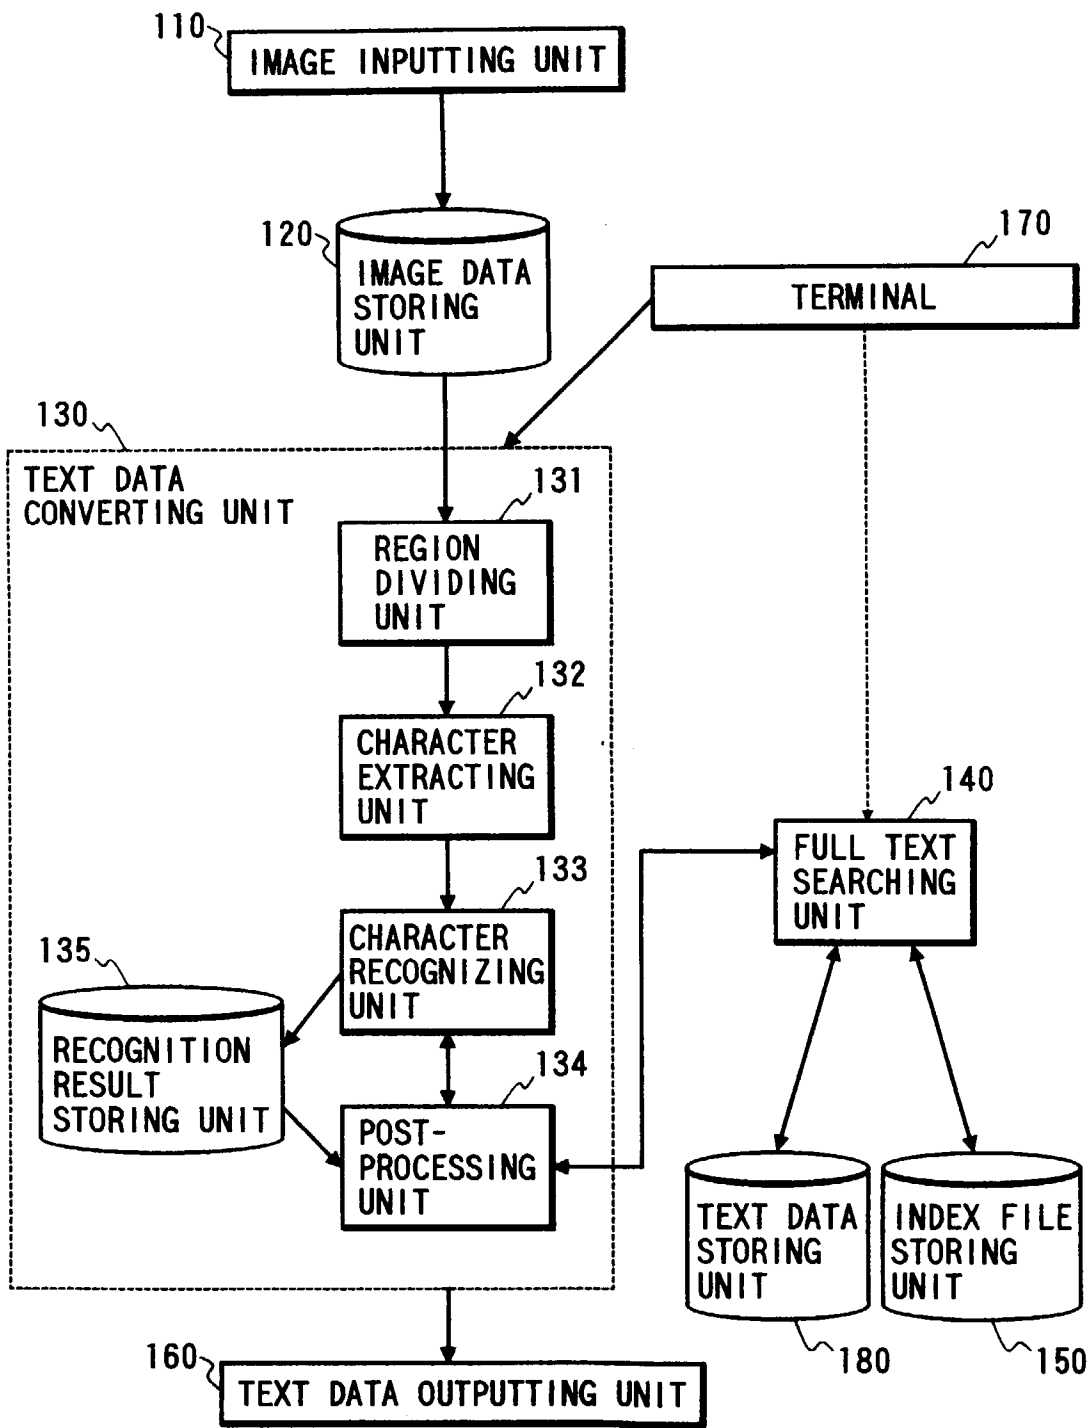 110
IMAGE INPUTTING UNIT
120
IMAGE DATA
STORING
UNIT
170
TERMINAL
130
TEXT DATA
CONVERTING UNIT
131
REGION
DIVIDING
UNIT
132
CHARACTER
EXTRACTING
UNIT
133
CHARACTER
RECOGNIZING
UNIT
135
RECOGNITION
RESULT
STORING UNIT
134
POST-
PROCESSING
UNIT
140
FULL TEXT
SEARCHING
UNIT
TEXT DATA
STORING
UNIT
180
INDEX FILE
STORING
UNIT
150
160
TEXT DATA OUTPUTTING UNIT